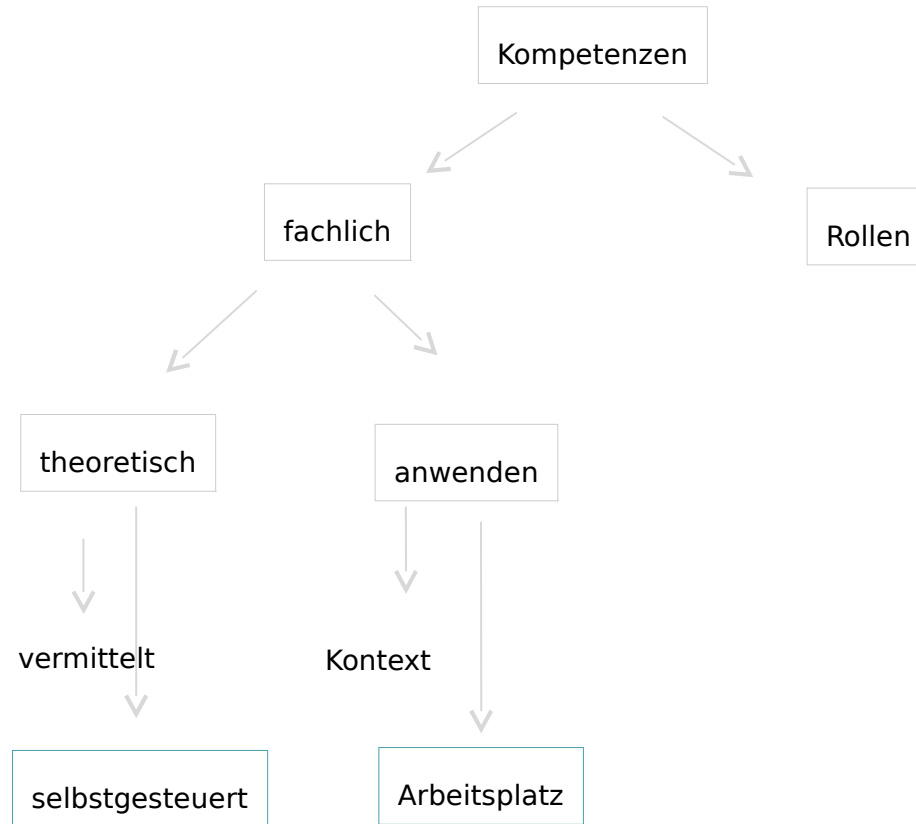 Kompetenzen
fachlich
Rollen
theoretisch
anwenden
vermittelt
Kontext
selbstgesteuert
Arbeitsplatz